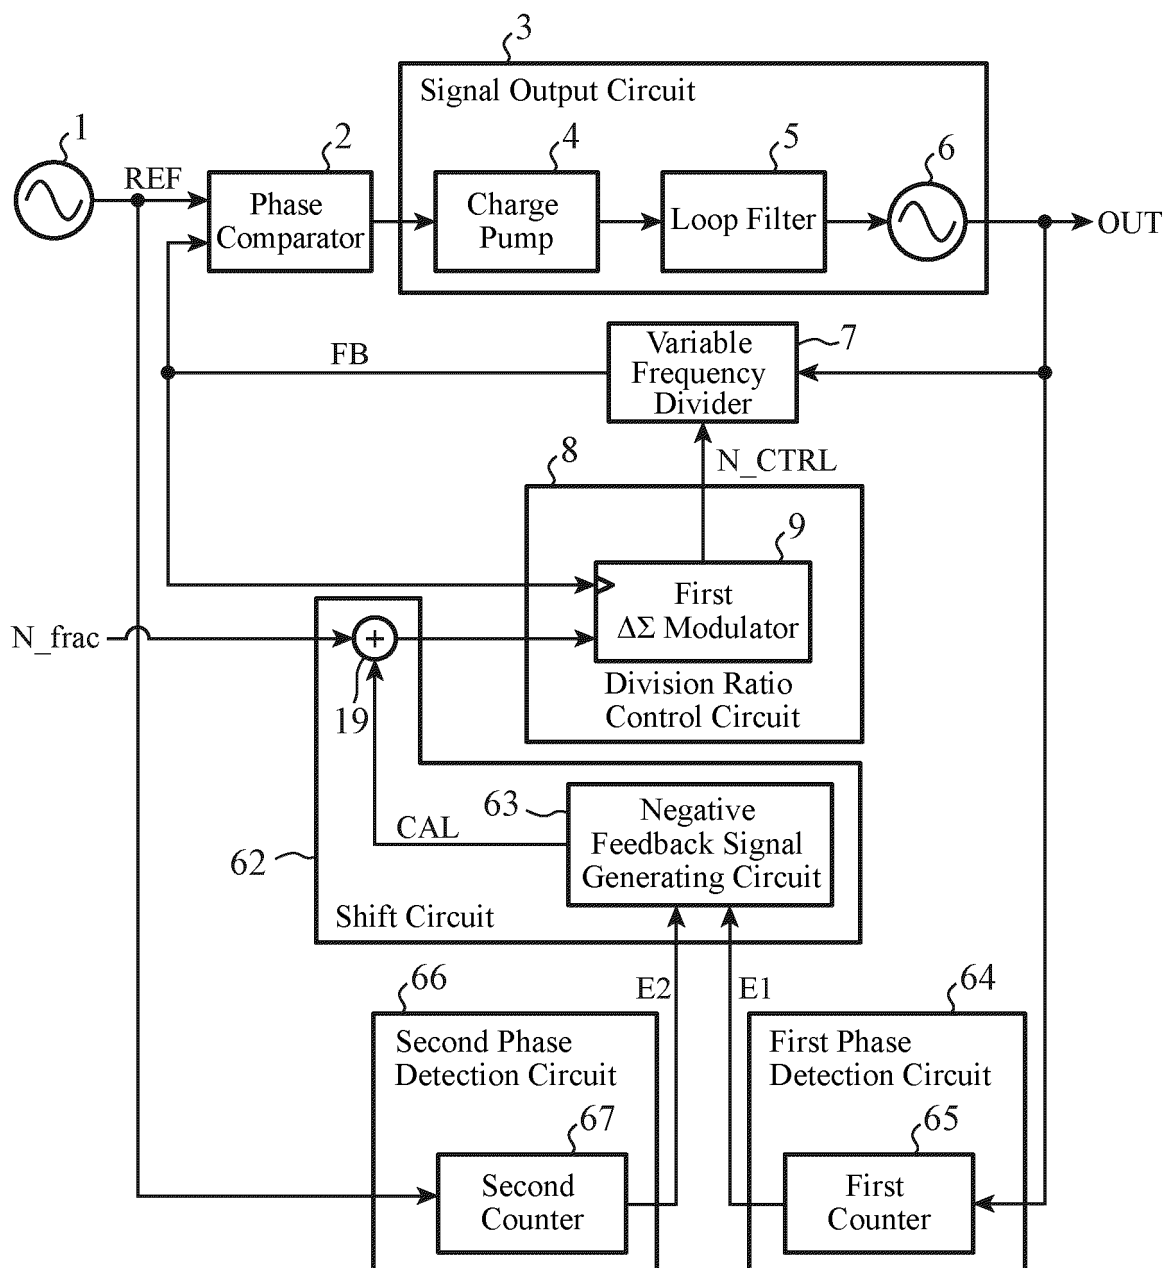 3
Signal Output Circuit
1
2
4
5
6
REF
Phase
Comparator
Charge
Pump
Loop Filter
OUT
Variable
Frequency
Divider
7
FB
8
N_CTRL
9
First
ΔΣ Modulator
N_frac
+
19
Division Ratio
Control Circuit
63
Negative
Feedback Signal
Generating Circuit
CAL
62
Shift Circuit
66
E2
E1
64
Second Phase
Detection Circuit
First Phase
Detection Circuit
67
65
Second
Counter
First
Counter